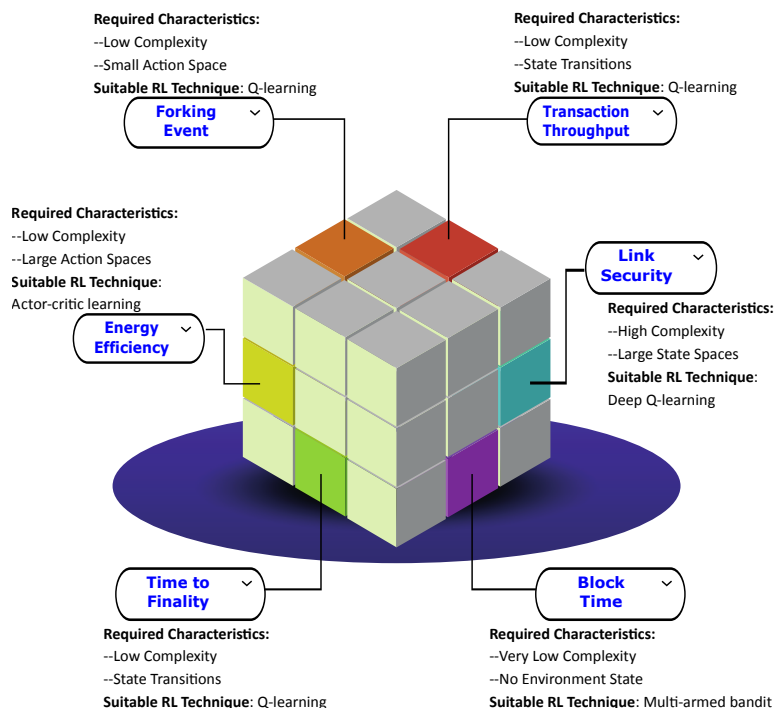 Required Characteristics:
--Low Complexity
--Small Action Space
Suitable RL Technique: Q-learning
Forking
Event
Required Characteristics:
--Low Complexity
--State Transitions
Suitable RL Technique: Q-learning
Transaction
Throughput
Required Characteristics:
--Low Complexity
--Large Action Spaces
Suitable RL Technique:
Actor-critic learning
Energy
Efficiency
Link
Security
Required Characteristics:
--High Complexity
--Large State Spaces
Suitable RL Technique:
Deep Q-learning
Time to
Finality
Required Characteristics:
--Low Complexity
--State Transitions
Suitable RL Technique: Q-learning
Block
Time
Required Characteristics:
--Very Low Complexity
--No Environment State
Suitable RL Technique: Multi-armed bandit